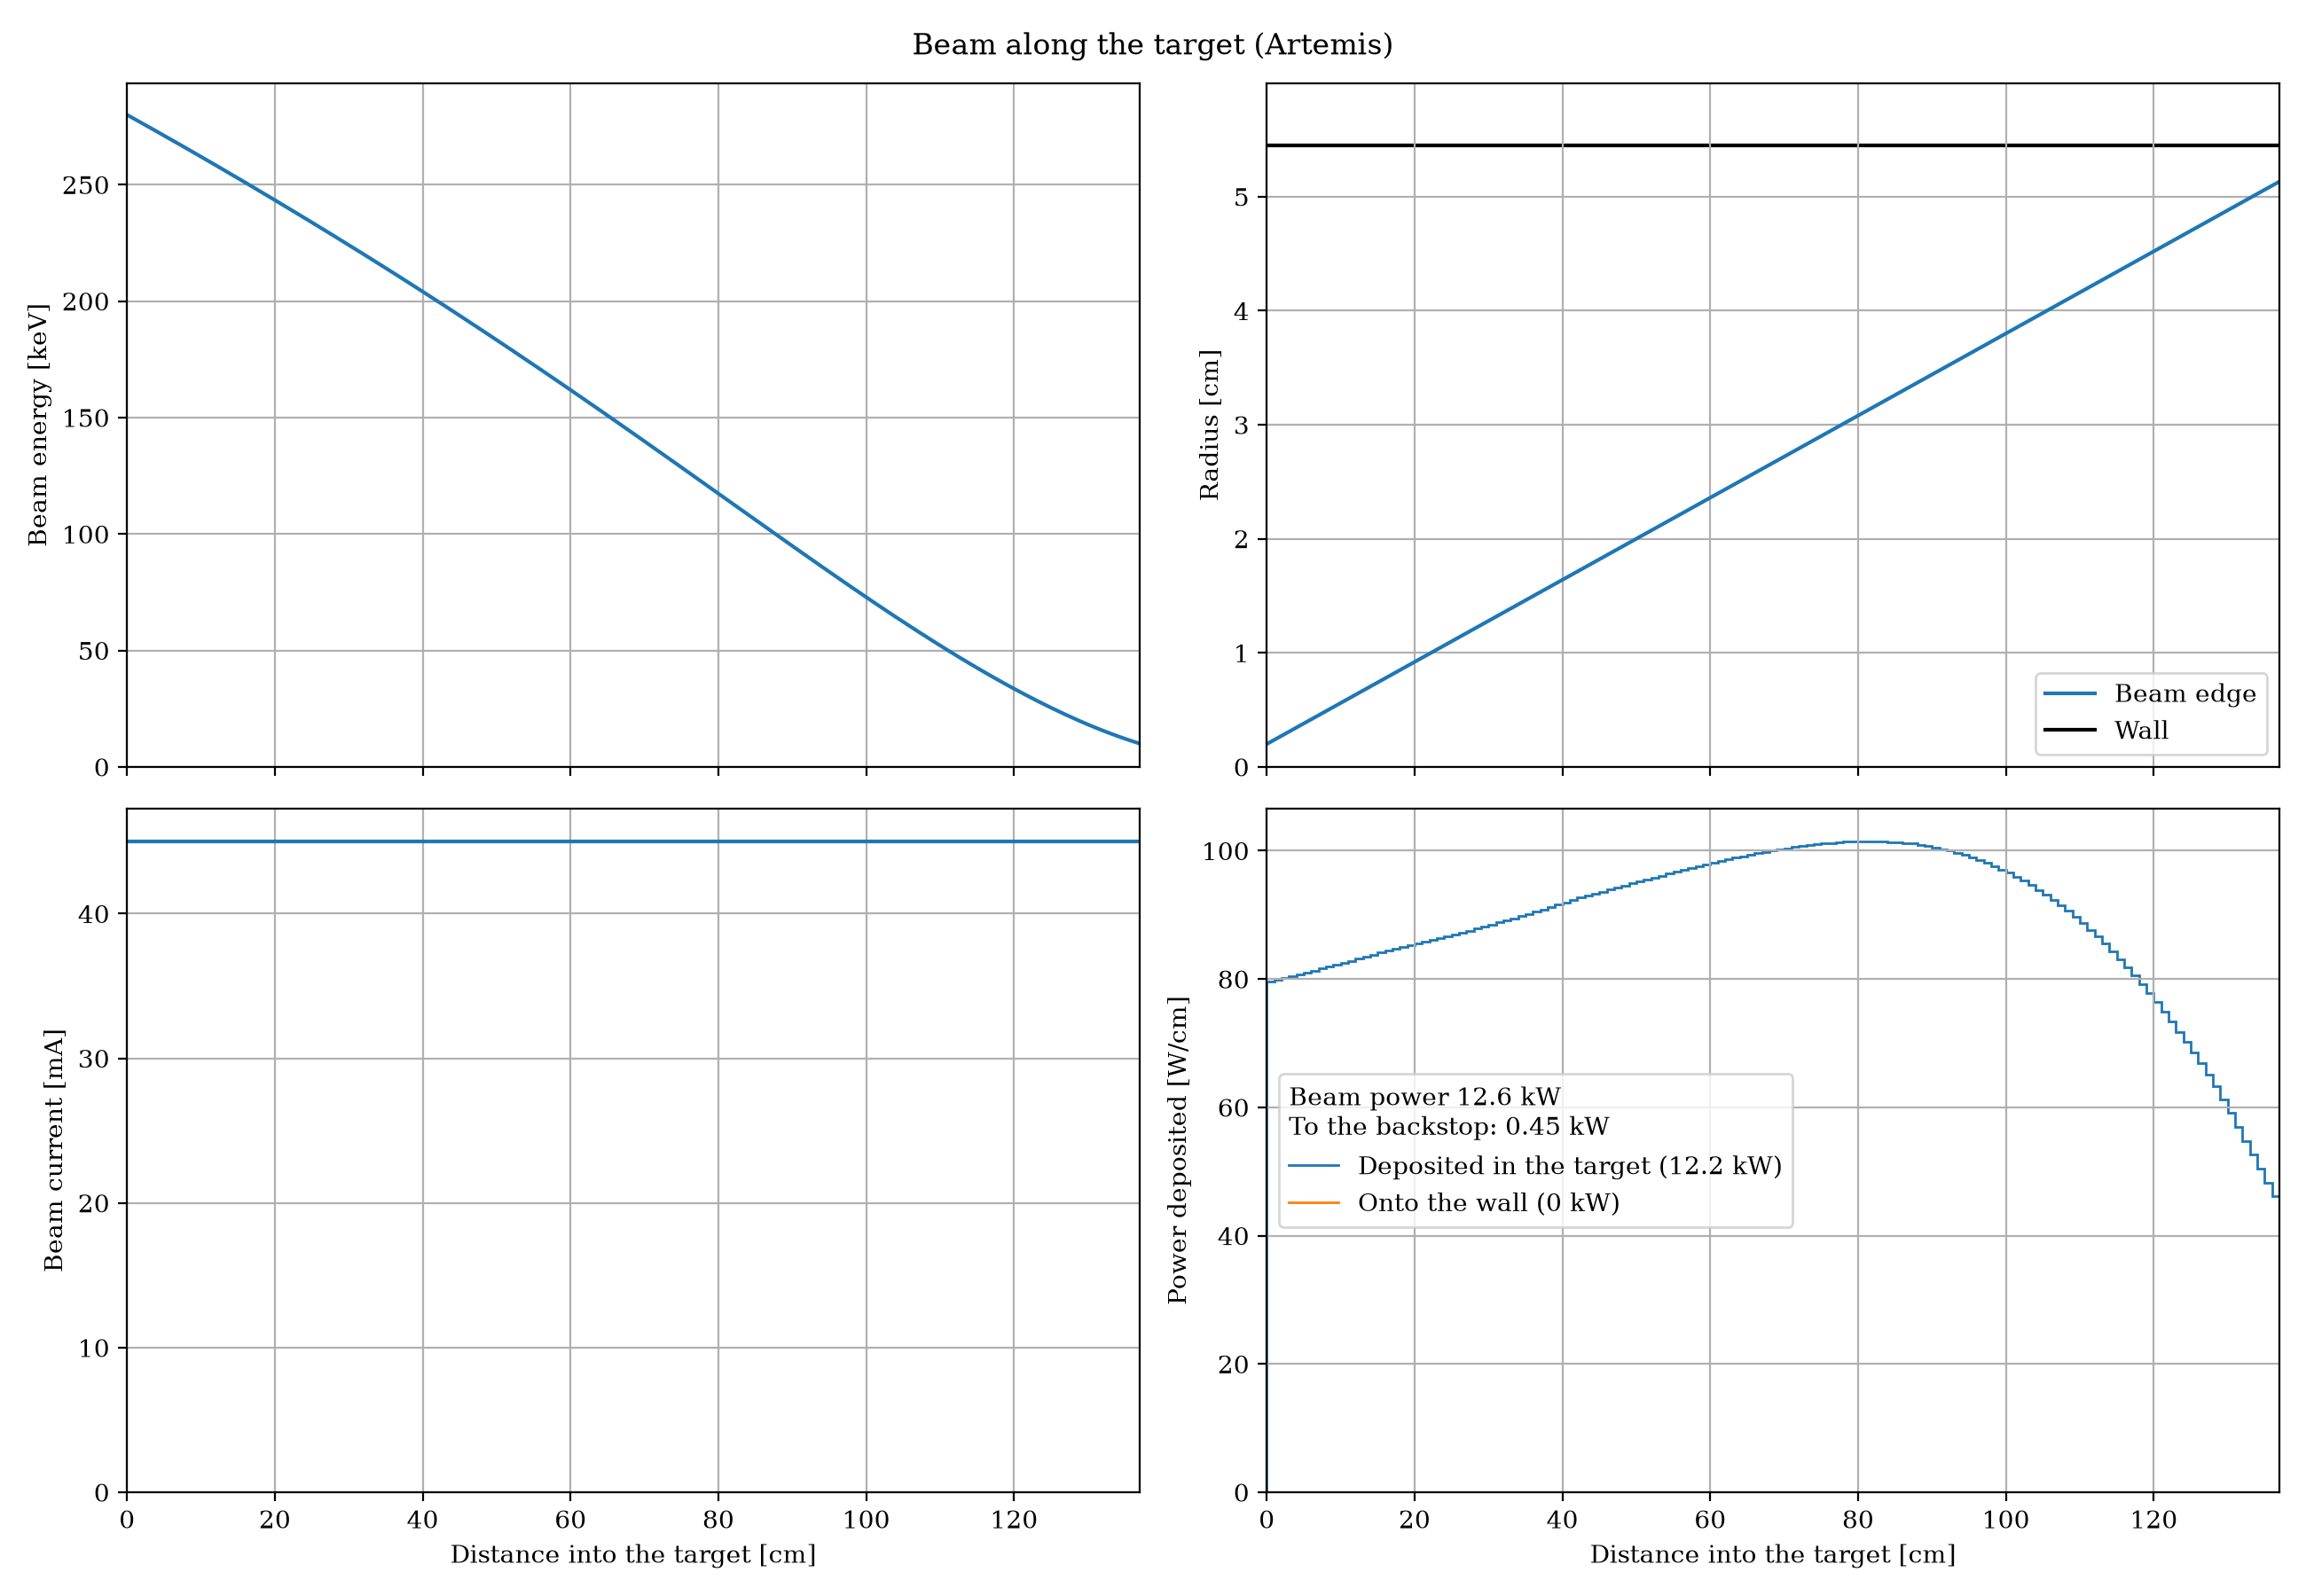 Beam along the target (Artemis)
Beam energy [keV]
250
200
150
100
50
0
Radius [cm]
5
4
3
2
1
0
Beam edge
Wall
Beam current [mA]
40
30
20
10
0
0 20 40 60 80 100 120
Distance into the target [cm]
Power deposited [W/cm]
100
80
60
40
20
0
Beam power 12.6 kW
To the backstop: 0.45 kW
Deposited in the target (12.2 kW)
Onto the wall (0 kW)
0 20 40 60 80 100 120
Distance into the target [cm]